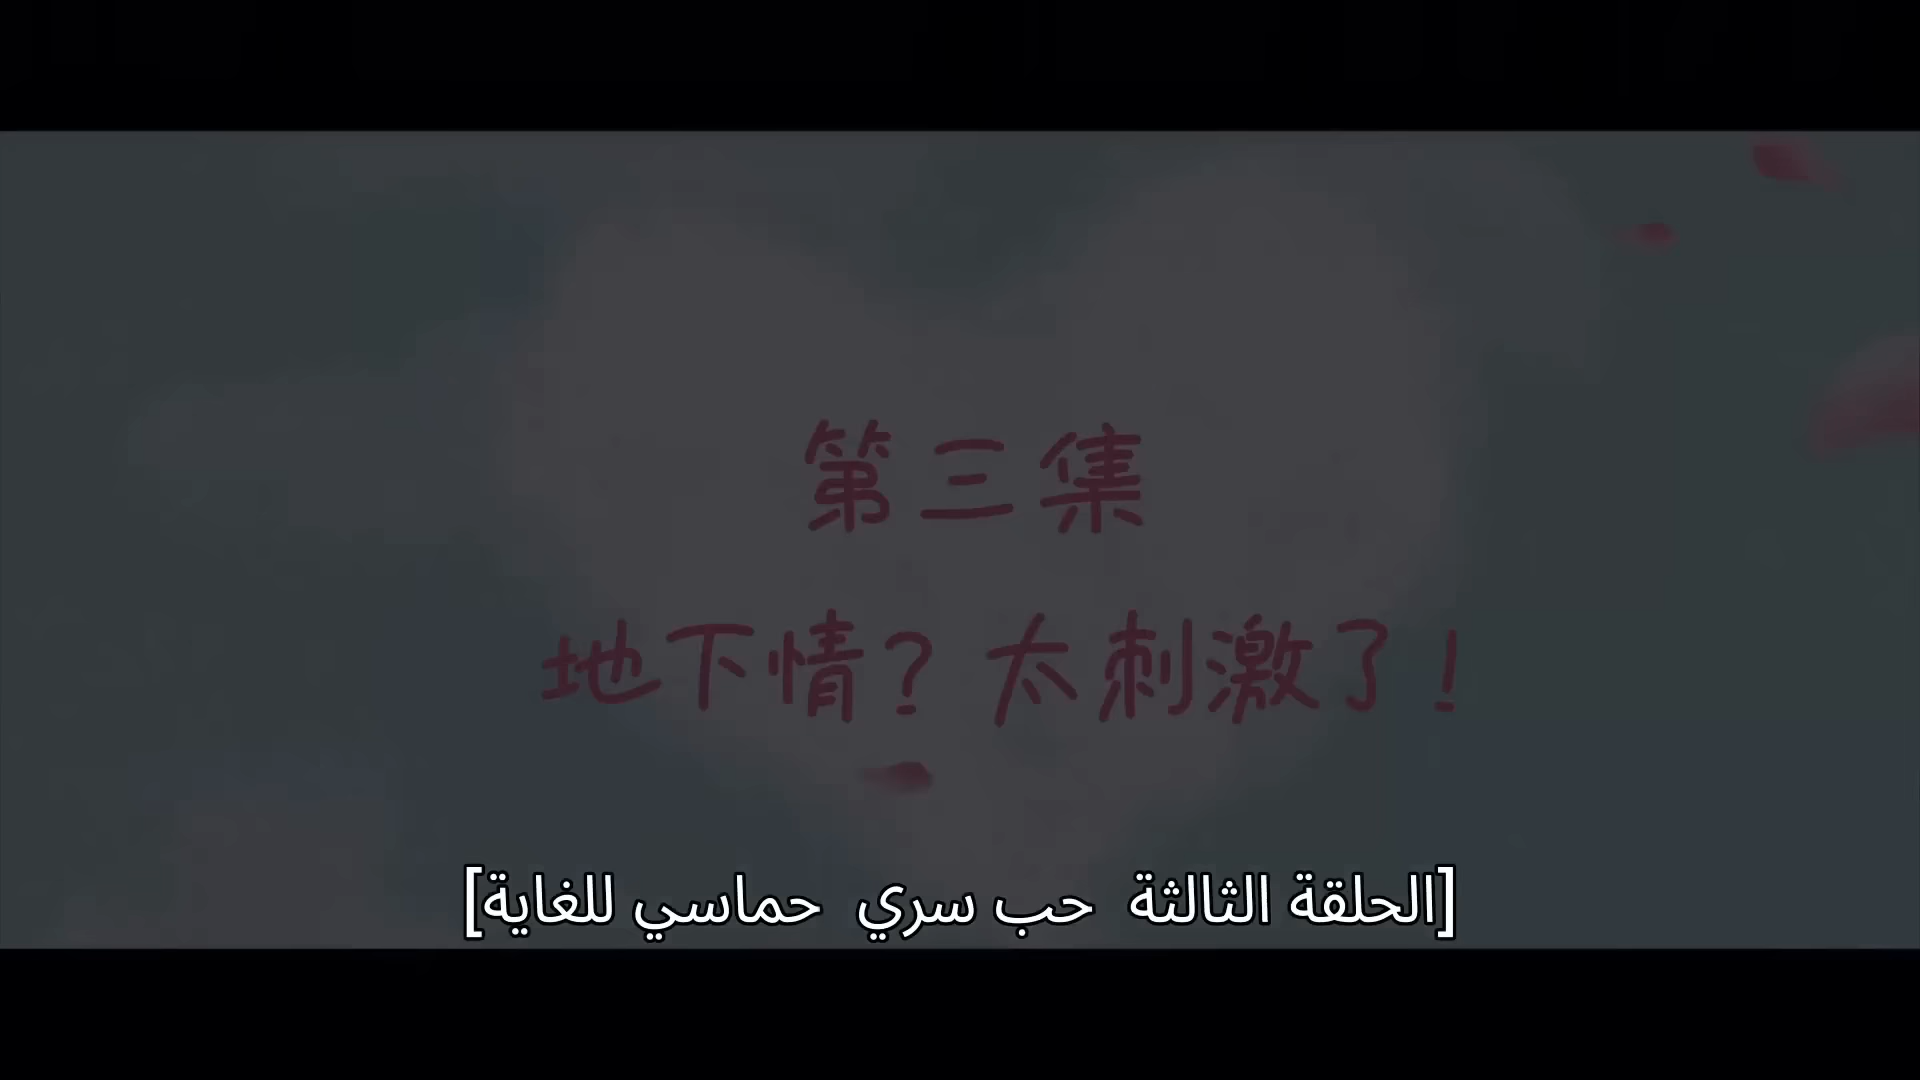 第三集
地下情？太刺激了！
[الحلقة الثالثة  حب سري  حماسي للغاية]